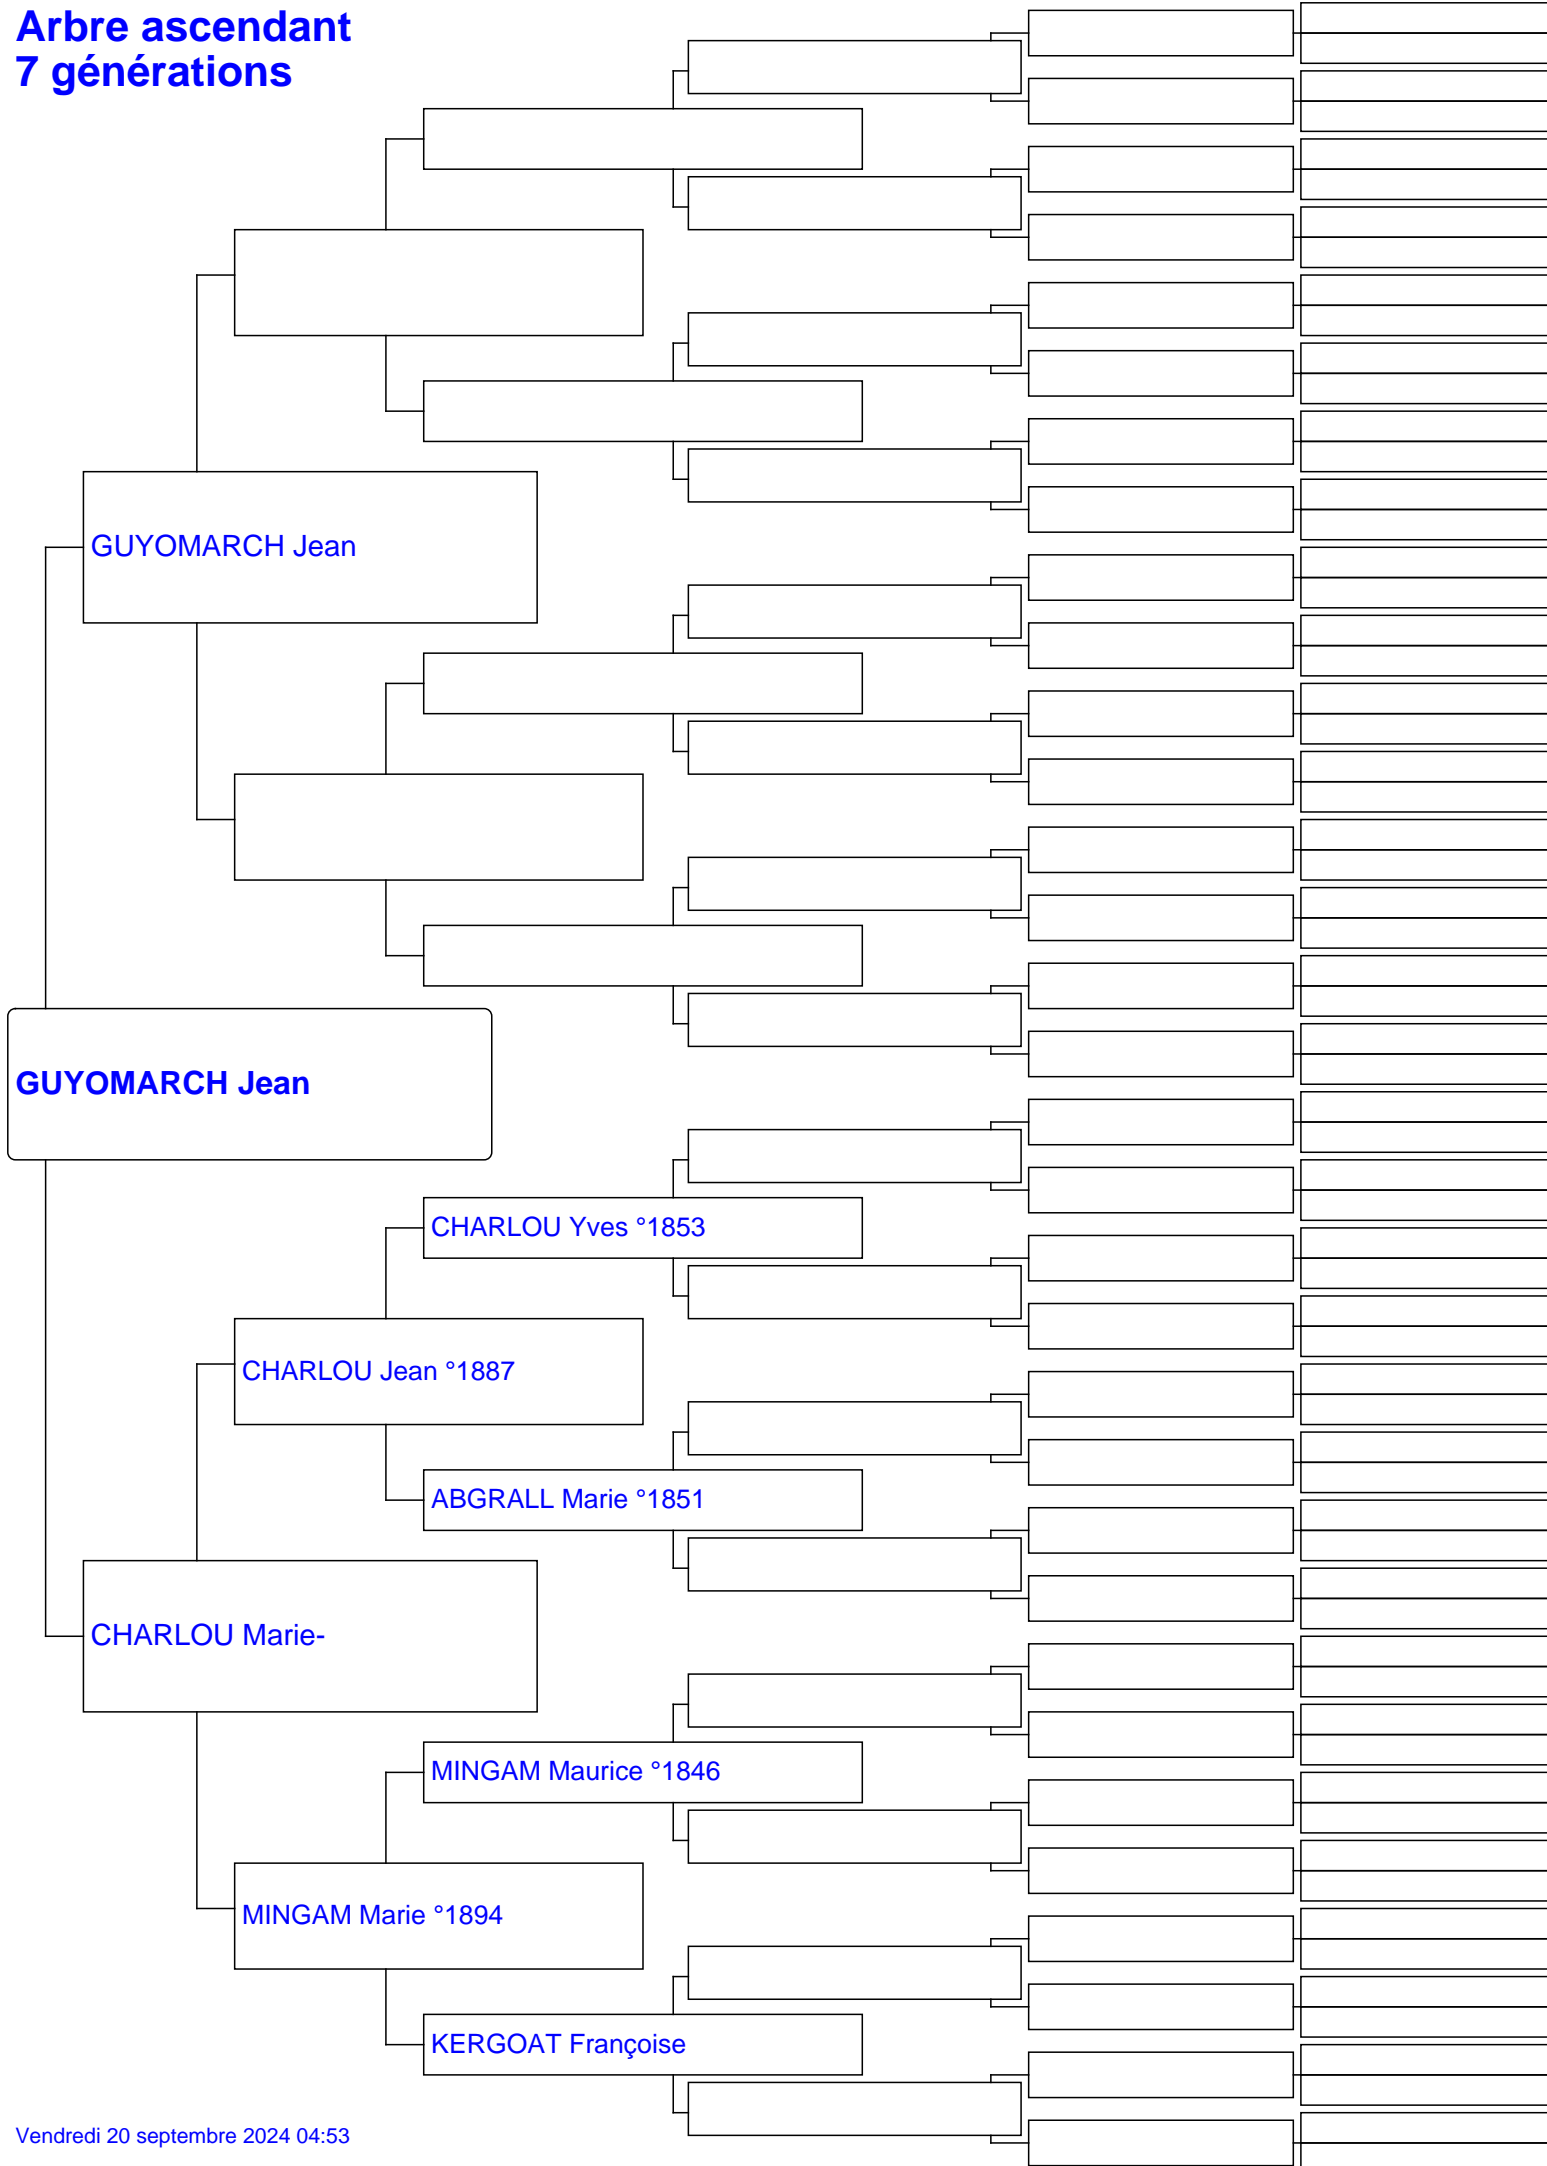 Arbre ascendant
7 générations
GUYOMARCH Jean
GUYOMARCH Jean
CHARLOU Yves °1853
CHARLOU Jean °1887
ABGRALL Marie °1851
CHARLOU Marie-
MINGAM Maurice °1846
MINGAM Marie °1894
KERGOAT Françoise
Vendredi 20 septembre 2024 04:53